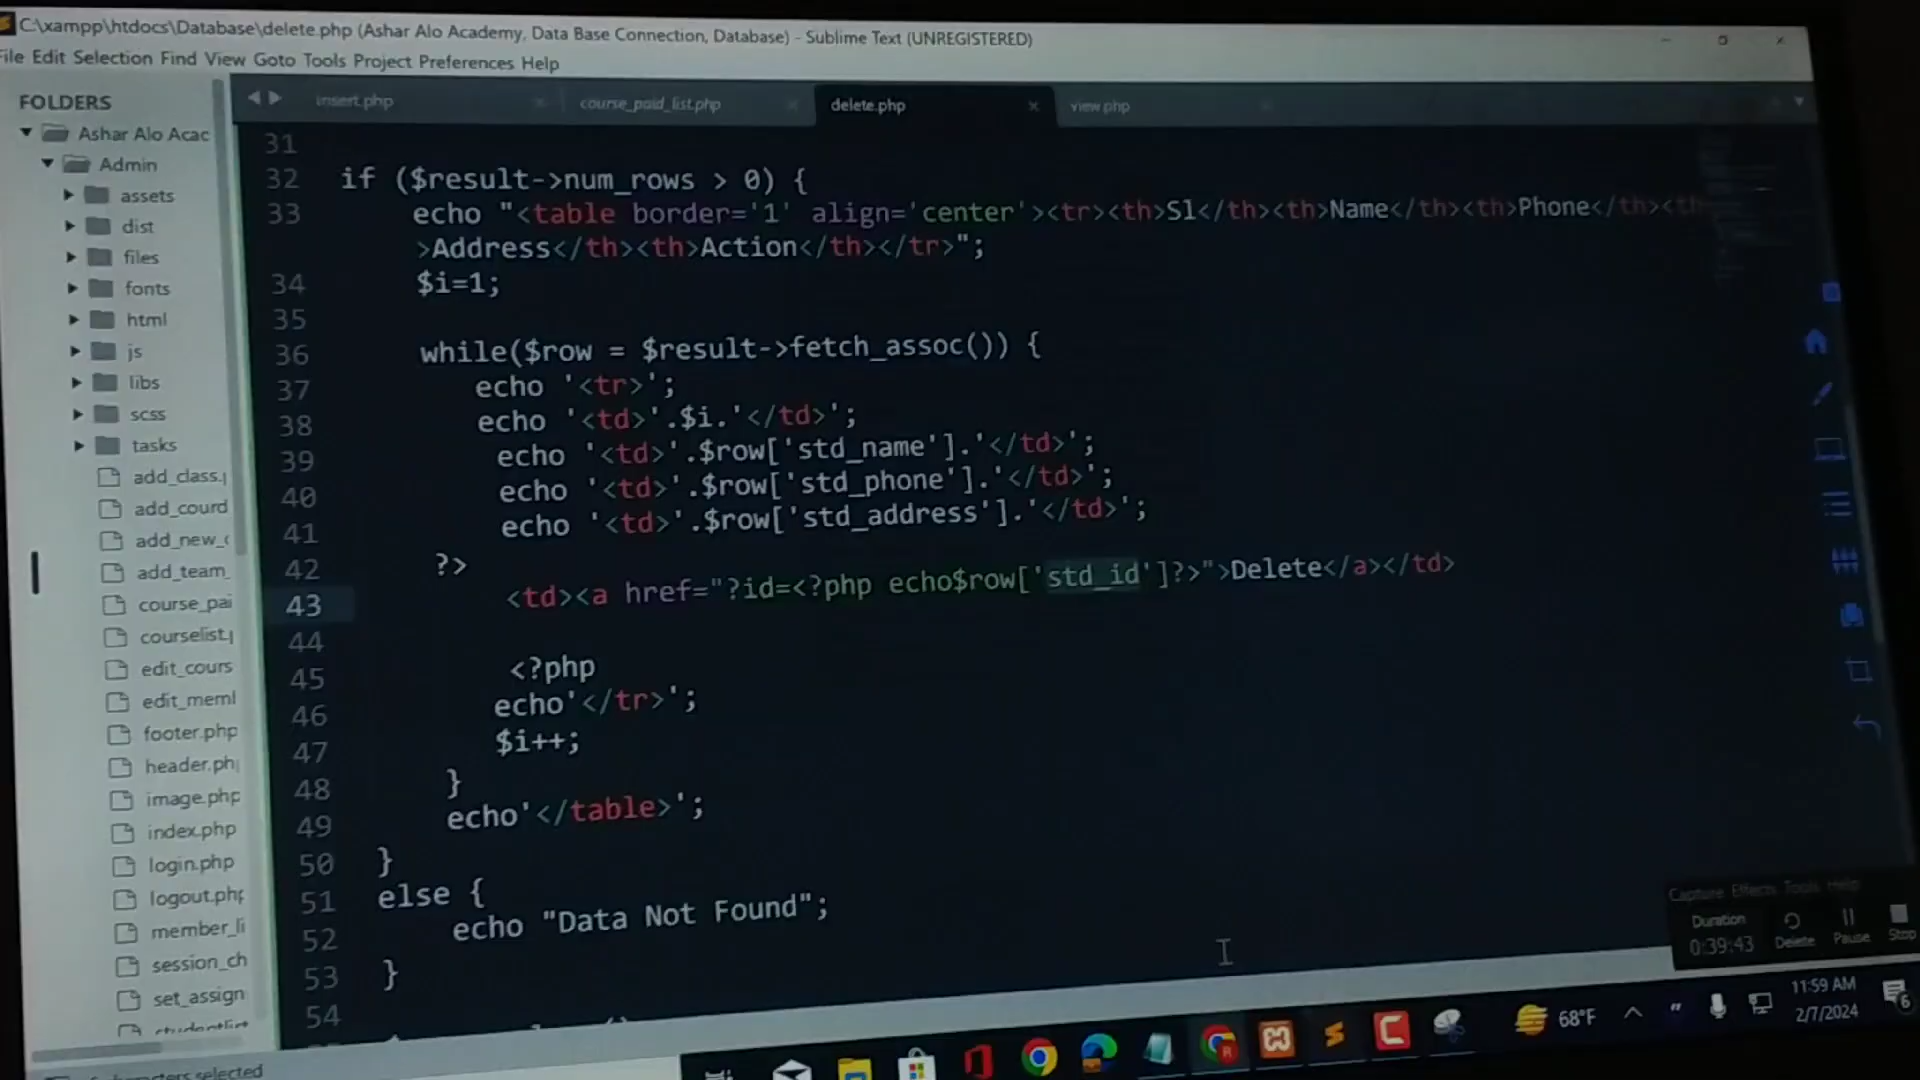 C:\xampp\htdocs\Database\delete.php (Ashar Alo Academy, Data Base Connection, Database) - Sublime Text (UNREGISTERED)
File Edit Selection Find View Goto Tools Project Preferences Help
FOLDERS
Ashar Alo Acac
Admin
assets
dist
files
fonts
html
js
libs
scss
tasks
add_class.p
add_courd
add_new_c
add_team_
course_pai
courselist.p
edit_cours
edit_meml
footer.php
header.ph
image.php
index.php
login.php
logout.php
member_li
session_ch
set_assign
studentlist
insert.php
course_paid_list.php
delete.php
view.php
31
32 if ($result->num_rows > 0) {
33 echo "<table border='1' align='center'><tr><th>Sl</th><th>Name</th><th>Phone</th><th
>Address</th><th>Action</th></tr>";
34 $i=1;
35
36 while($row = $result->fetch_assoc()) {
37 echo '<tr>';
38 echo '<td>'.$i.'</td>';
39 echo '<td>'.$row['std_name'].'</td>';
40 echo '<td>'.$row['std_phone'].'</td>';
41 echo '<td>'.$row['std_address'].'</td>';
42 ?>
43 <td><a href="?id=<?php echo$row['std_id']?>">Delete</a></td>
44
45 <?php
46 echo'</tr>';
47 $i++;
48 }
49 echo'</table>';
50 }
51 else {
52 echo "Data Not Found";
53 }
54
characters selected
Capture Effects Tools Help
Duration
0:39:43
Delete
Pause
Stop
68°F
11:59 AM
2/7/2024
6